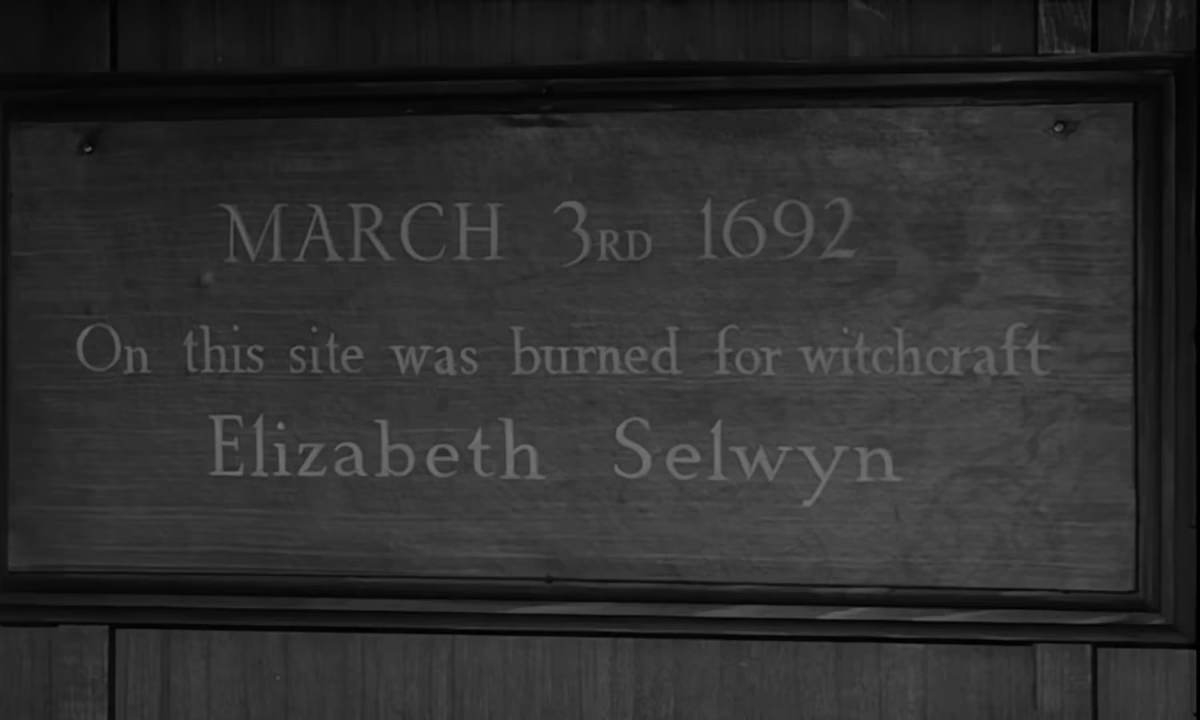 MARCH 3RD 1692
On this site was burned for witchcraft
Elizabeth Selwyn